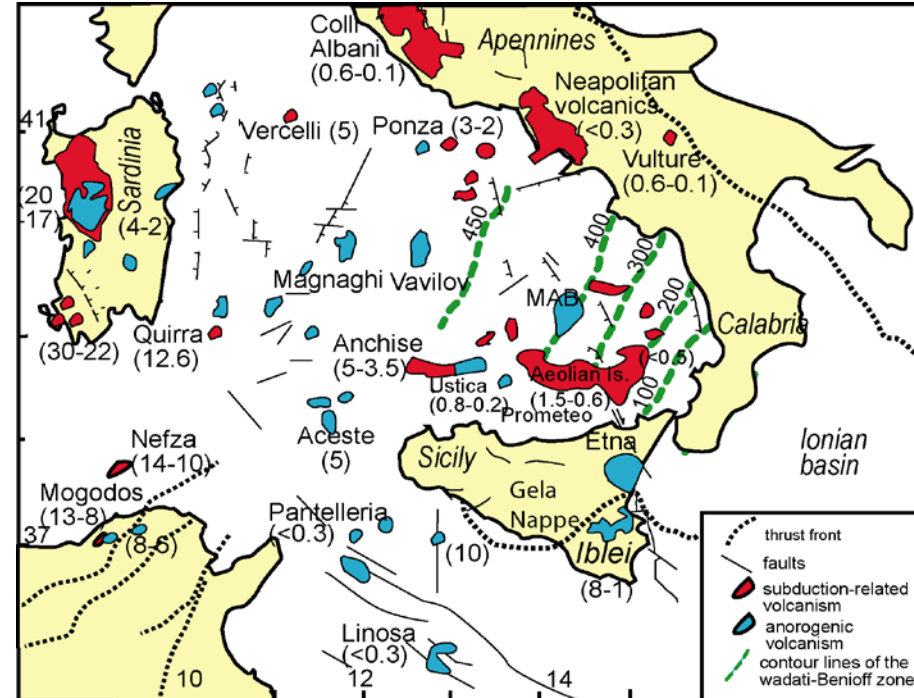 Colli
Albani
(0.6-0.1)
Apennines
Neapolitan
volcanics
(<0.3)
41
Vercelli (5)
Ponza (3-2)
Vulture
(0.6-0.1)
Sardinia
(20
-17)
(4-2)
450
400
300
200
100
Magnaghi
Vavilov
MAB
Calabria
Quirra
(12.6)
(30-22)
Anchise
(5-3.5)
Ustica
(0.8-0.2)
Aeolian Is.
(1.5-0.6)
(<0.5)
Prometeo
Aceste
(5)
Nefza
(14-10)
Mogodos
(13-8)
37
(8-6)
Sicily
Etna
Gela
Nappe
Iblei
(8-1)
Ionian
basin
Pantelleria
(<0.3)
(10)
Linosa
(<0.3)
10
12
14
thrust front
faults
subduction-related
volcanism
anorogenic
volcanism
contour lines of the
wadati-Benioff zone